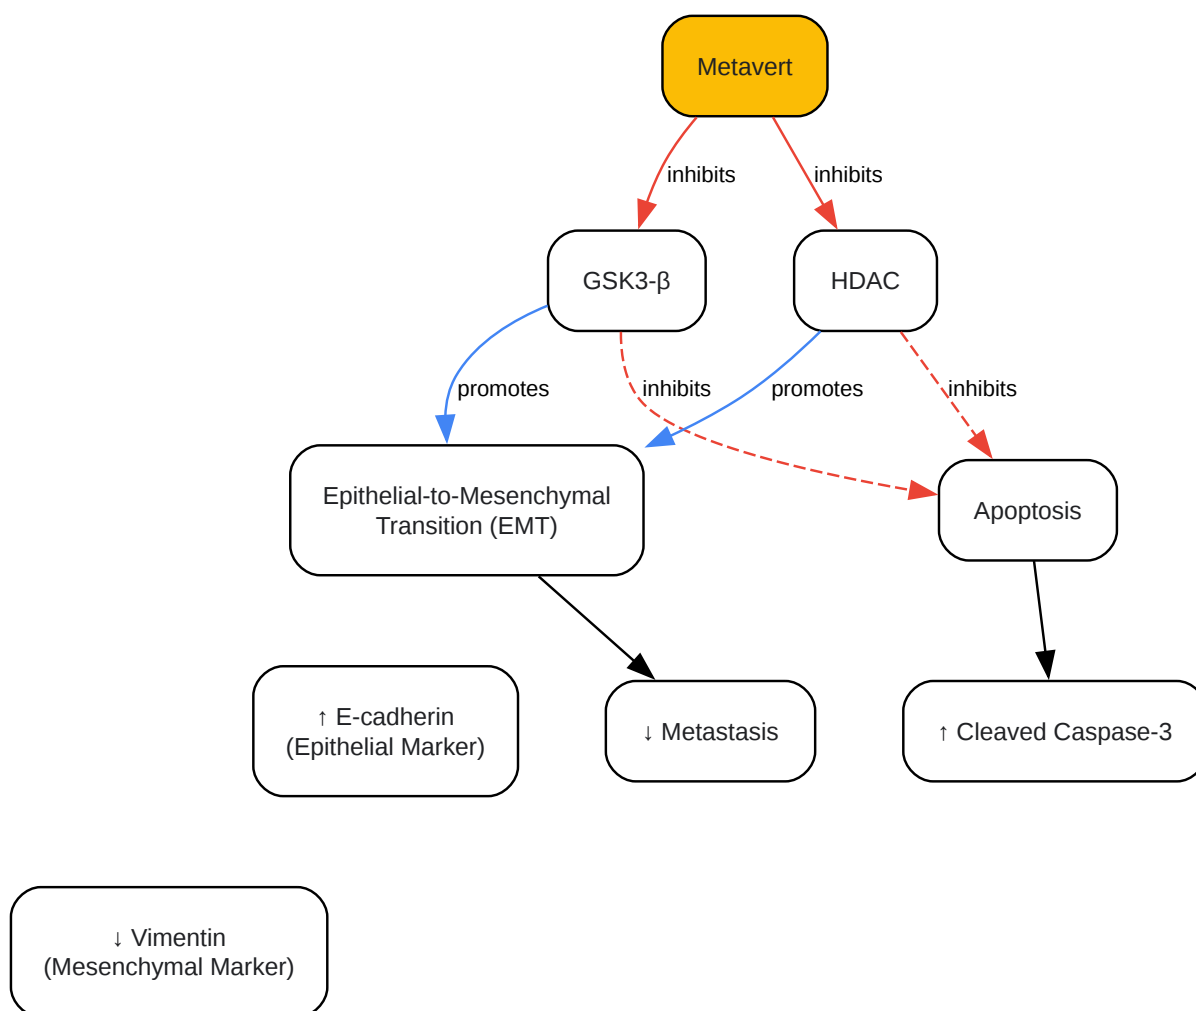 Metavert
inhibits
inhibits
GSK3-β
HDAC
promotes
inhibits
promotes
inhibits
Epithelial-to-Mesenchymal
Transition (EMT)
Apoptosis
↑ E-cadherin
(Epithelial Marker)
↓ Metastasis
↑ Cleaved Caspase-3
↓ Vimentin
(Mesenchymal Marker)